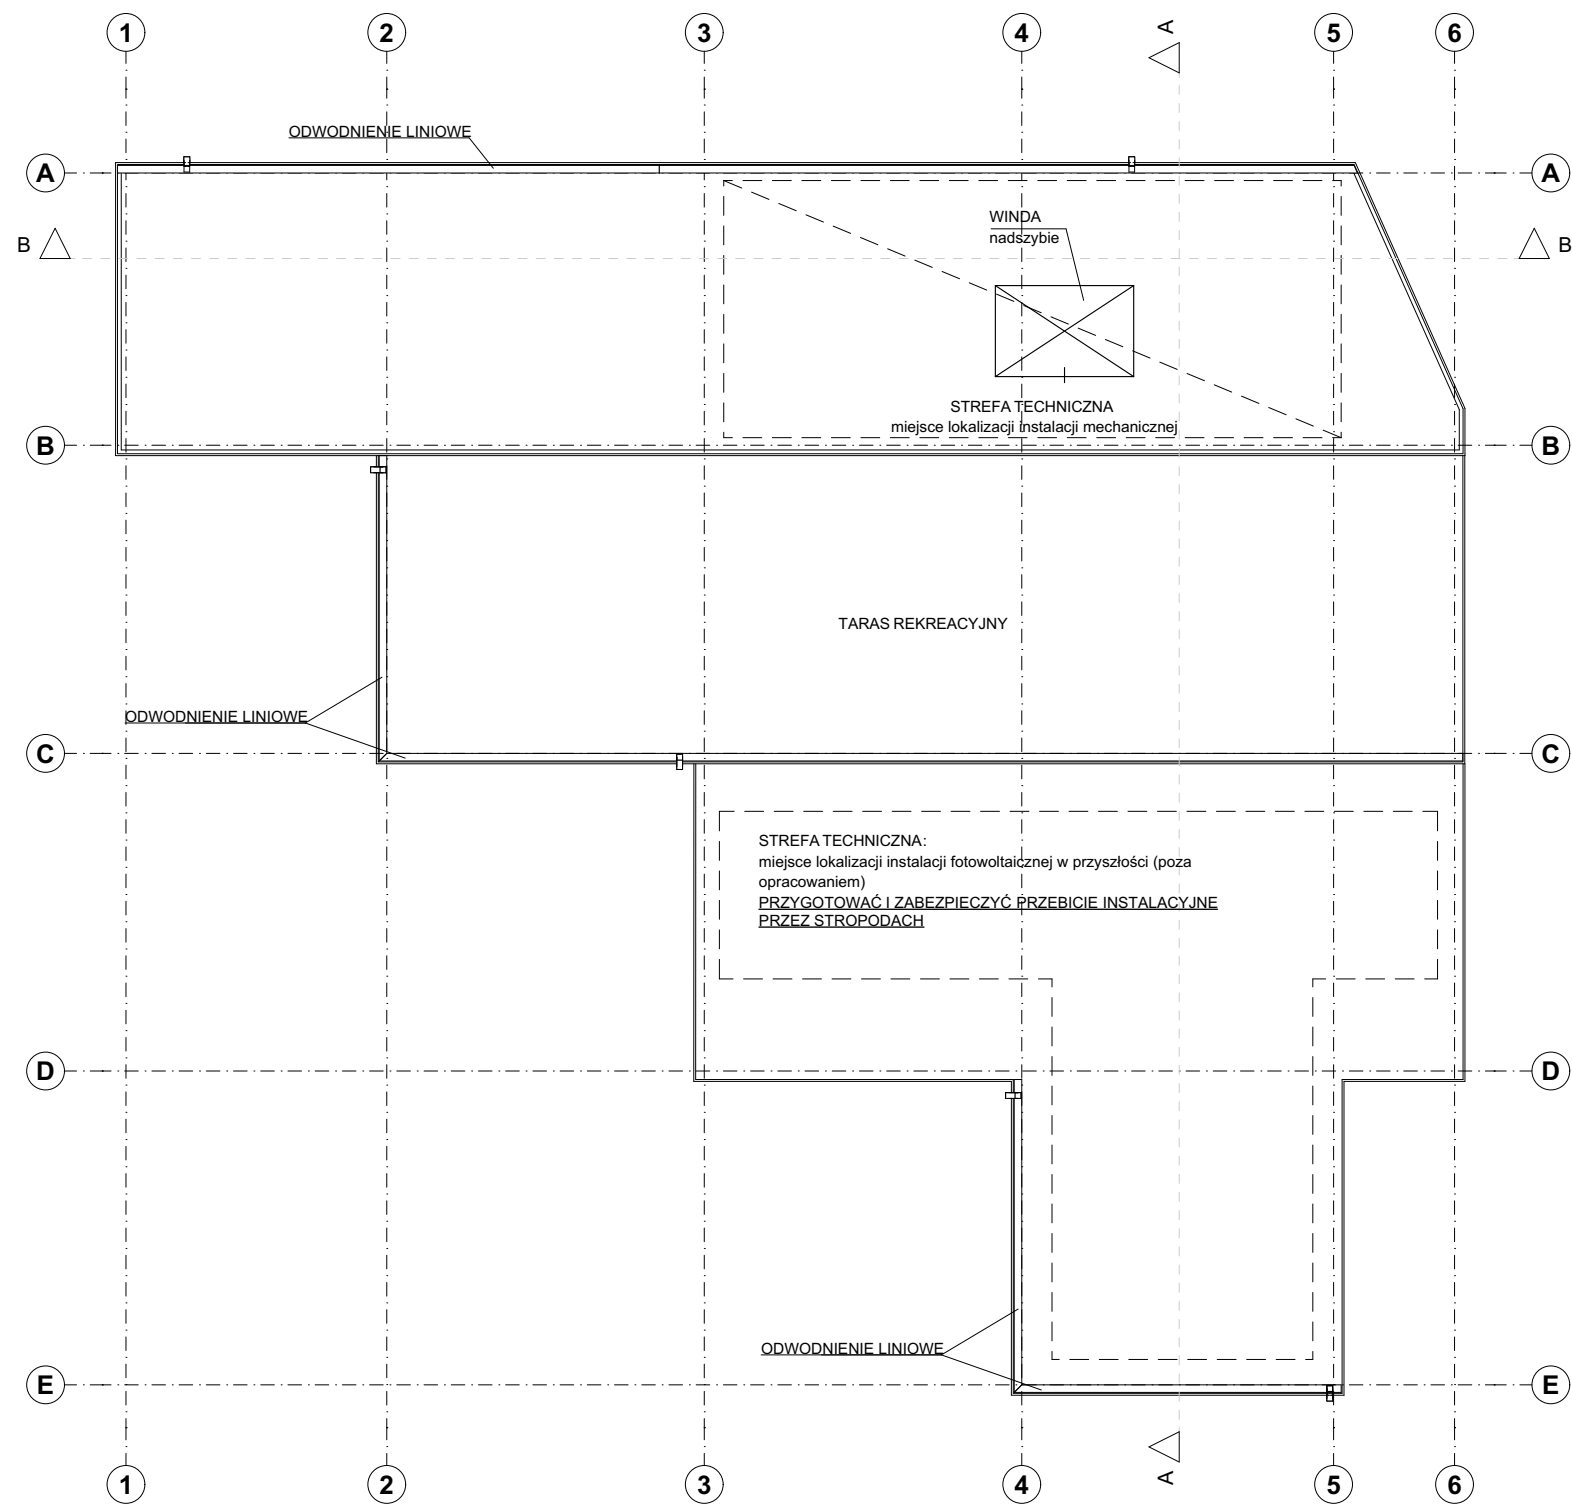 1 2 3 4 A 5 6
ODWODNIENIE LINIOWE
A A
WINDA
nadszybie
B B
STREFA TECHNICZNA
miejsce lokalizacji instalacji mechanicznej
B B
TARAS REKREACYJNY
ODWODNIENIE LINIOWE
C C
STREFA TECHNICZNA:
miejsce lokalizacji instalacji fotowoltaicznej w przyszłości (poza
opracowaniem)
PRZYGOTOWAĆ I ZABEZPIECZYĆ PRZEBICIE INSTALACYJNE
PRZEZ STROPODACH
D D
ODWODNIENIE LINIOWE
E E
1 2 3 4 A 5 6